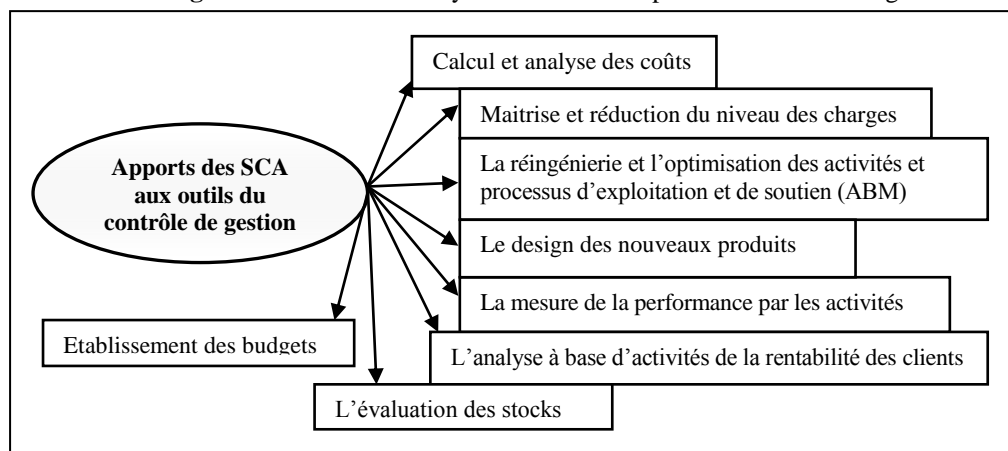 Calcul et analyse des coûts
Maitrise et réduction du niveau des charges
Apports des SCA
aux outils du
contrôle de gestion
La réingénierie et l'optimisation des activités et
processus d'exploitation et de soutien (ABM)
Le design des nouveaux produits
La mesure de la performance par les activités
Etablissement des budgets
L'analyse à base d'activités de la rentabilité des clients
L'évaluation des stocks